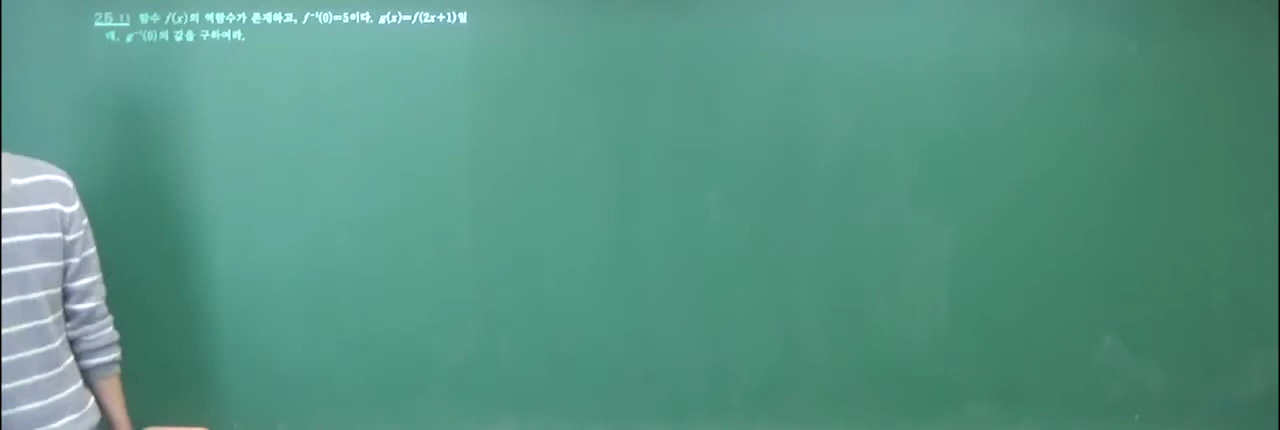 25 11 함수 f(x)의 역함수가 존재하고, f⁻¹(0)=5이다. g(x)=f(2x+1)일
때, g⁻¹(0)의 값을 구하여라.